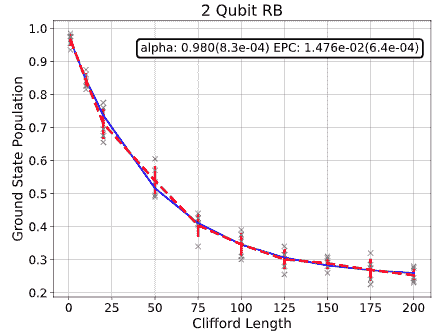 2 Qubit RB
alpha: 0.980(8.3e-04) EPC: 1.476e-02(6.4e-04)
Ground State Population
1.0
0.9
0.8
0.7
0.6
0.5
0.4
0.3
0.2
0 25 50 75 100 125 150 175 200
Clifford Length